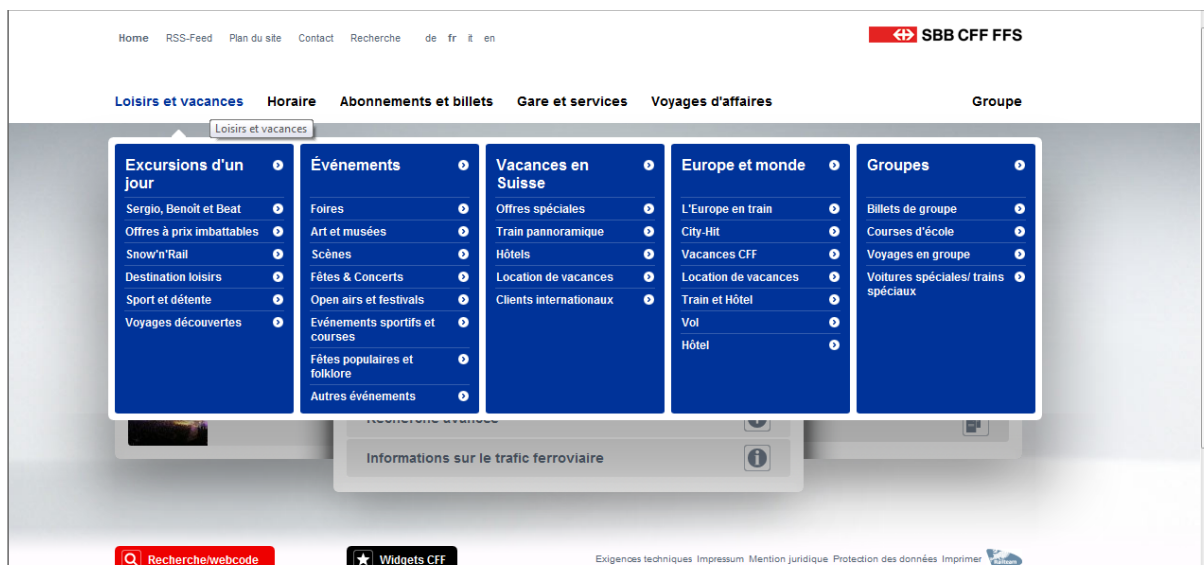 Home RSS-Feed Plan du site Contact Recherche de fr it en
SBB CFF FFS
Loisirs et vacances Horaire Abonnements et billets Gare et services Voyages d'affaires Groupe
Loisirs et vacances
Excursions d'un
jour
Sergio, Benoît et Beat
Offres à prix imbattables
Snow'n'Rail
Destination loisirs
Sport et détente
Voyages découvertes
Événements
Foires
Art et musées
Scènes
Fêtes & Concerts
Open airs et festivals
Evénements sportifs et
courses
Fêtes populaires et
folklore
Autres événements
Vacances en
Suisse
Offres spéciales
Train pannoramique
Hôtels
Location de vacances
Clients internationaux
Europe et monde
L'Europe en train
City-Hit
Vacances CFF
Location de vacances
Train et Hôtel
Vol
Hôtel
Groupes
Billets de groupe
Courses d'école
Voyages en groupe
Voitures spéciales/ trains
spéciaux
Recherche avancée
Informations sur le trafic ferroviaire
Recherche/webcode
Widgets CFF
Exigences techniques Impressum Mention juridique Protection des données Imprimer